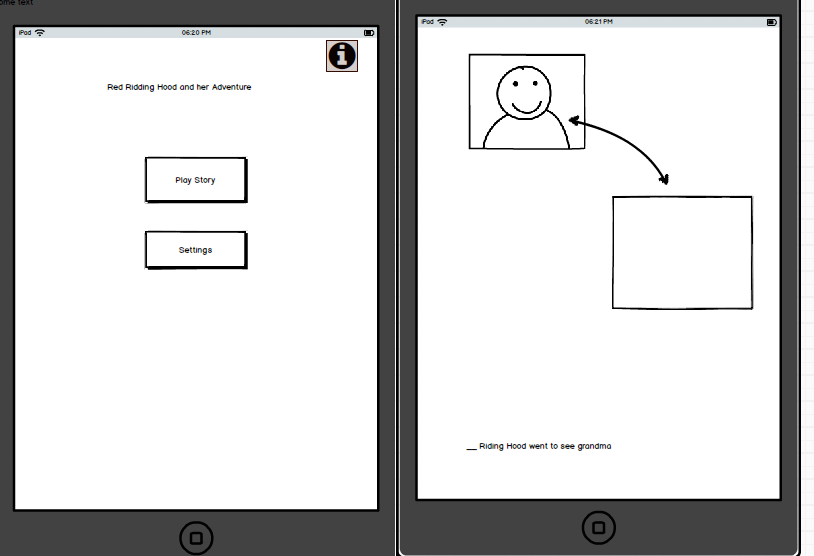 ome text
iPod 06:20 PM
i
Red Ridding Hood and her Adventure
Play Story
Settings
iPod 06:21 PM
__ Riding Hood went to see grandma